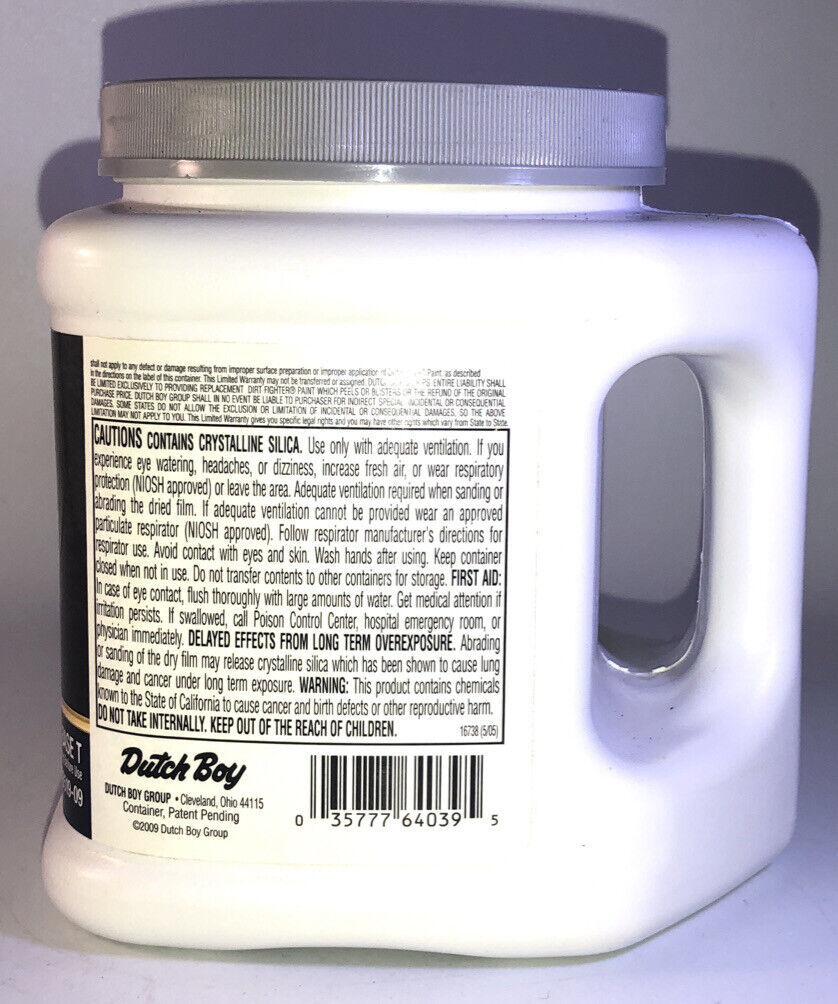 shall not apply to any defect or damage resulting from improper surface preparation or improper application of Paint, as described
in the directions on the label of this container. This Limited Warranty may not be transferred or assigned. ENTIRE LIABILITY SHALL
BE LIMITED EXCLUSIVELY TO PROVIDING REPLACEMENT DIRT FIGHTER® PAINT WHICH PEELS OR BLISTERS OR THE REFUND OF THE ORIGINAL
PURCHASE PRICE. DUTCH BOY GROUP SHALL IN NO EVENT BE LIABLE TO PURCHASER FOR INDIRECT SPECIAL, INCIDENTAL OR CONSEQUENTIAL
DAMAGES. SOME STATES DO NOT ALLOW THE EXCLUSION OR LIMITATION OF INCIDENTAL OR CONSEQUENTIAL DAMAGES, SO THE ABOVE
LIMITATION MAY NOT APPLY TO YOU. This Limited Warranty gives you specific legal rights and you may have other rights which vary from State to State.
CAUTIONS CONTAINS CRYSTALLINE SILICA. Use only with adequate ventilation. If you
experience eye watering, headaches, or dizziness, increase fresh air, or wear respiratory
protection (NIOSH approved) or leave the area. Adequate ventilation required when sanding or
abrading the dried film. If adequate ventilation cannot be provided wear an approved
particulate respirator (NIOSH approved). Follow respirator manufacturer's directions for
respirator use. Avoid contact with eyes and skin. Wash hands after using. Keep container
closed when not in use. Do not transfer contents to other containers for storage. FIRST AID:
In case of eye contact, flush thoroughly with large amounts of water. Get medical attention if
irritation persists. If swallowed, call Poison Control Center, hospital emergency room, or
physician immediately. DELAYED EFFECTS FROM LONG TERM OVEREXPOSURE. Abrading
or sanding of the dry film may release crystalline silica which has been shown to cause lung
damage and cancer under long term exposure. WARNING: This product contains chemicals
known to the State of California to cause cancer and birth defects or other reproductive harm.
DO NOT TAKE INTERNALLY. KEEP OUT OF THE REACH OF CHILDREN. 16738 (5/05)
Dutch Boy
DUTCH BOY GROUP • Cleveland, Ohio 44115
Container, Patent Pending
©2009 Dutch Boy Group
0 35777 64039 5
T
Use
-09